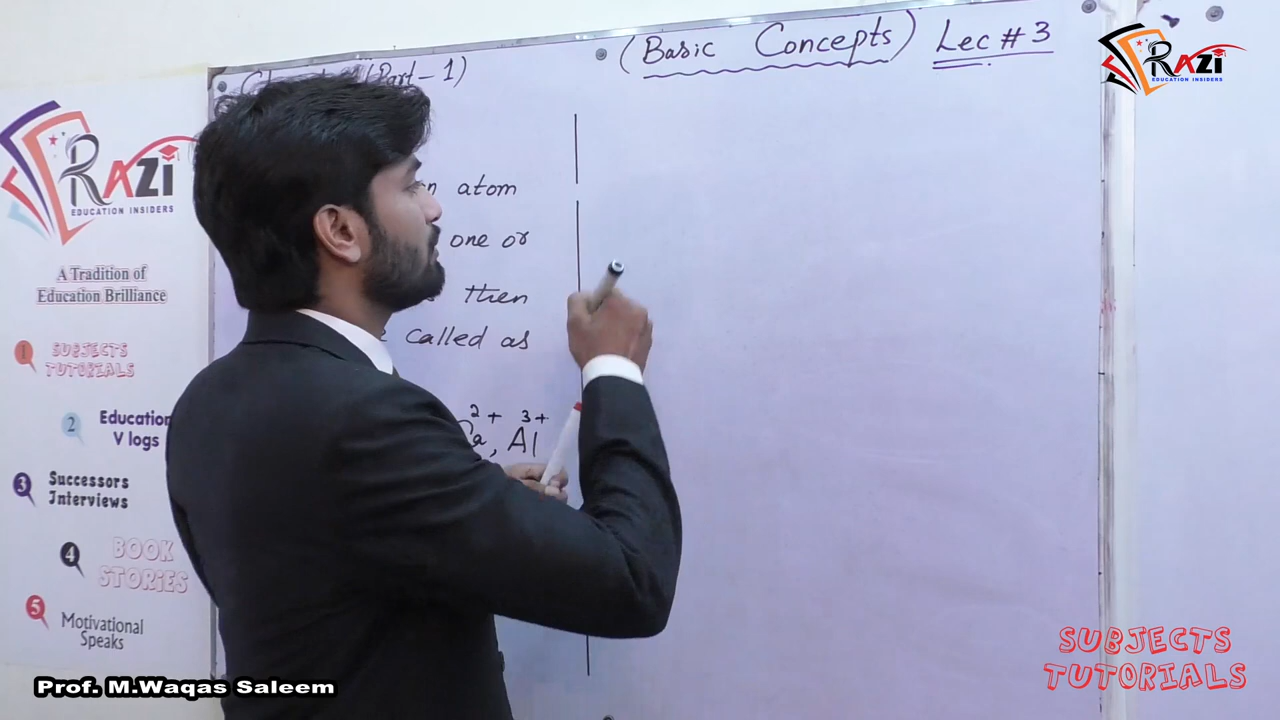 (Part-1)
(Basic Concepts) Lec # 3
atom
one or
then
called as
2+ 3+
, Al
RAZI
EDUCATION INSIDERS
A Tradition of
Education Brilliance
1 SUBJECTS
TUTORIALS
2 Education
V logs
3 Successors
Interviews
4 BOOK
STORIES
5 Motivational
Speaks
RAZI
EDUCATION INSIDERS
Prof. M.Waqas Saleem
SUBJECTS
TUTORIALS